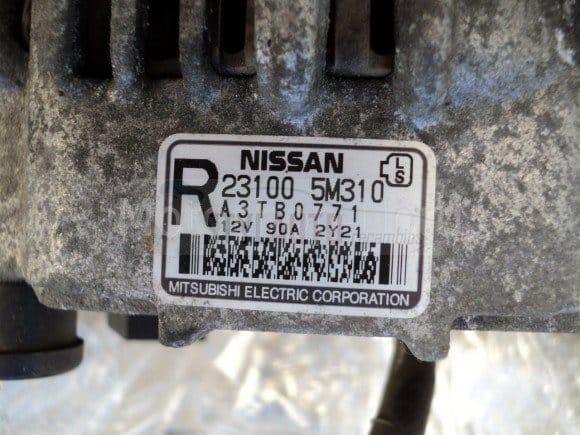 NISSAN
R 23100 5M310 L S
A3TB0771
12V 90A 2Y21
MITSUBISHI ELECTRIC CORPORATION